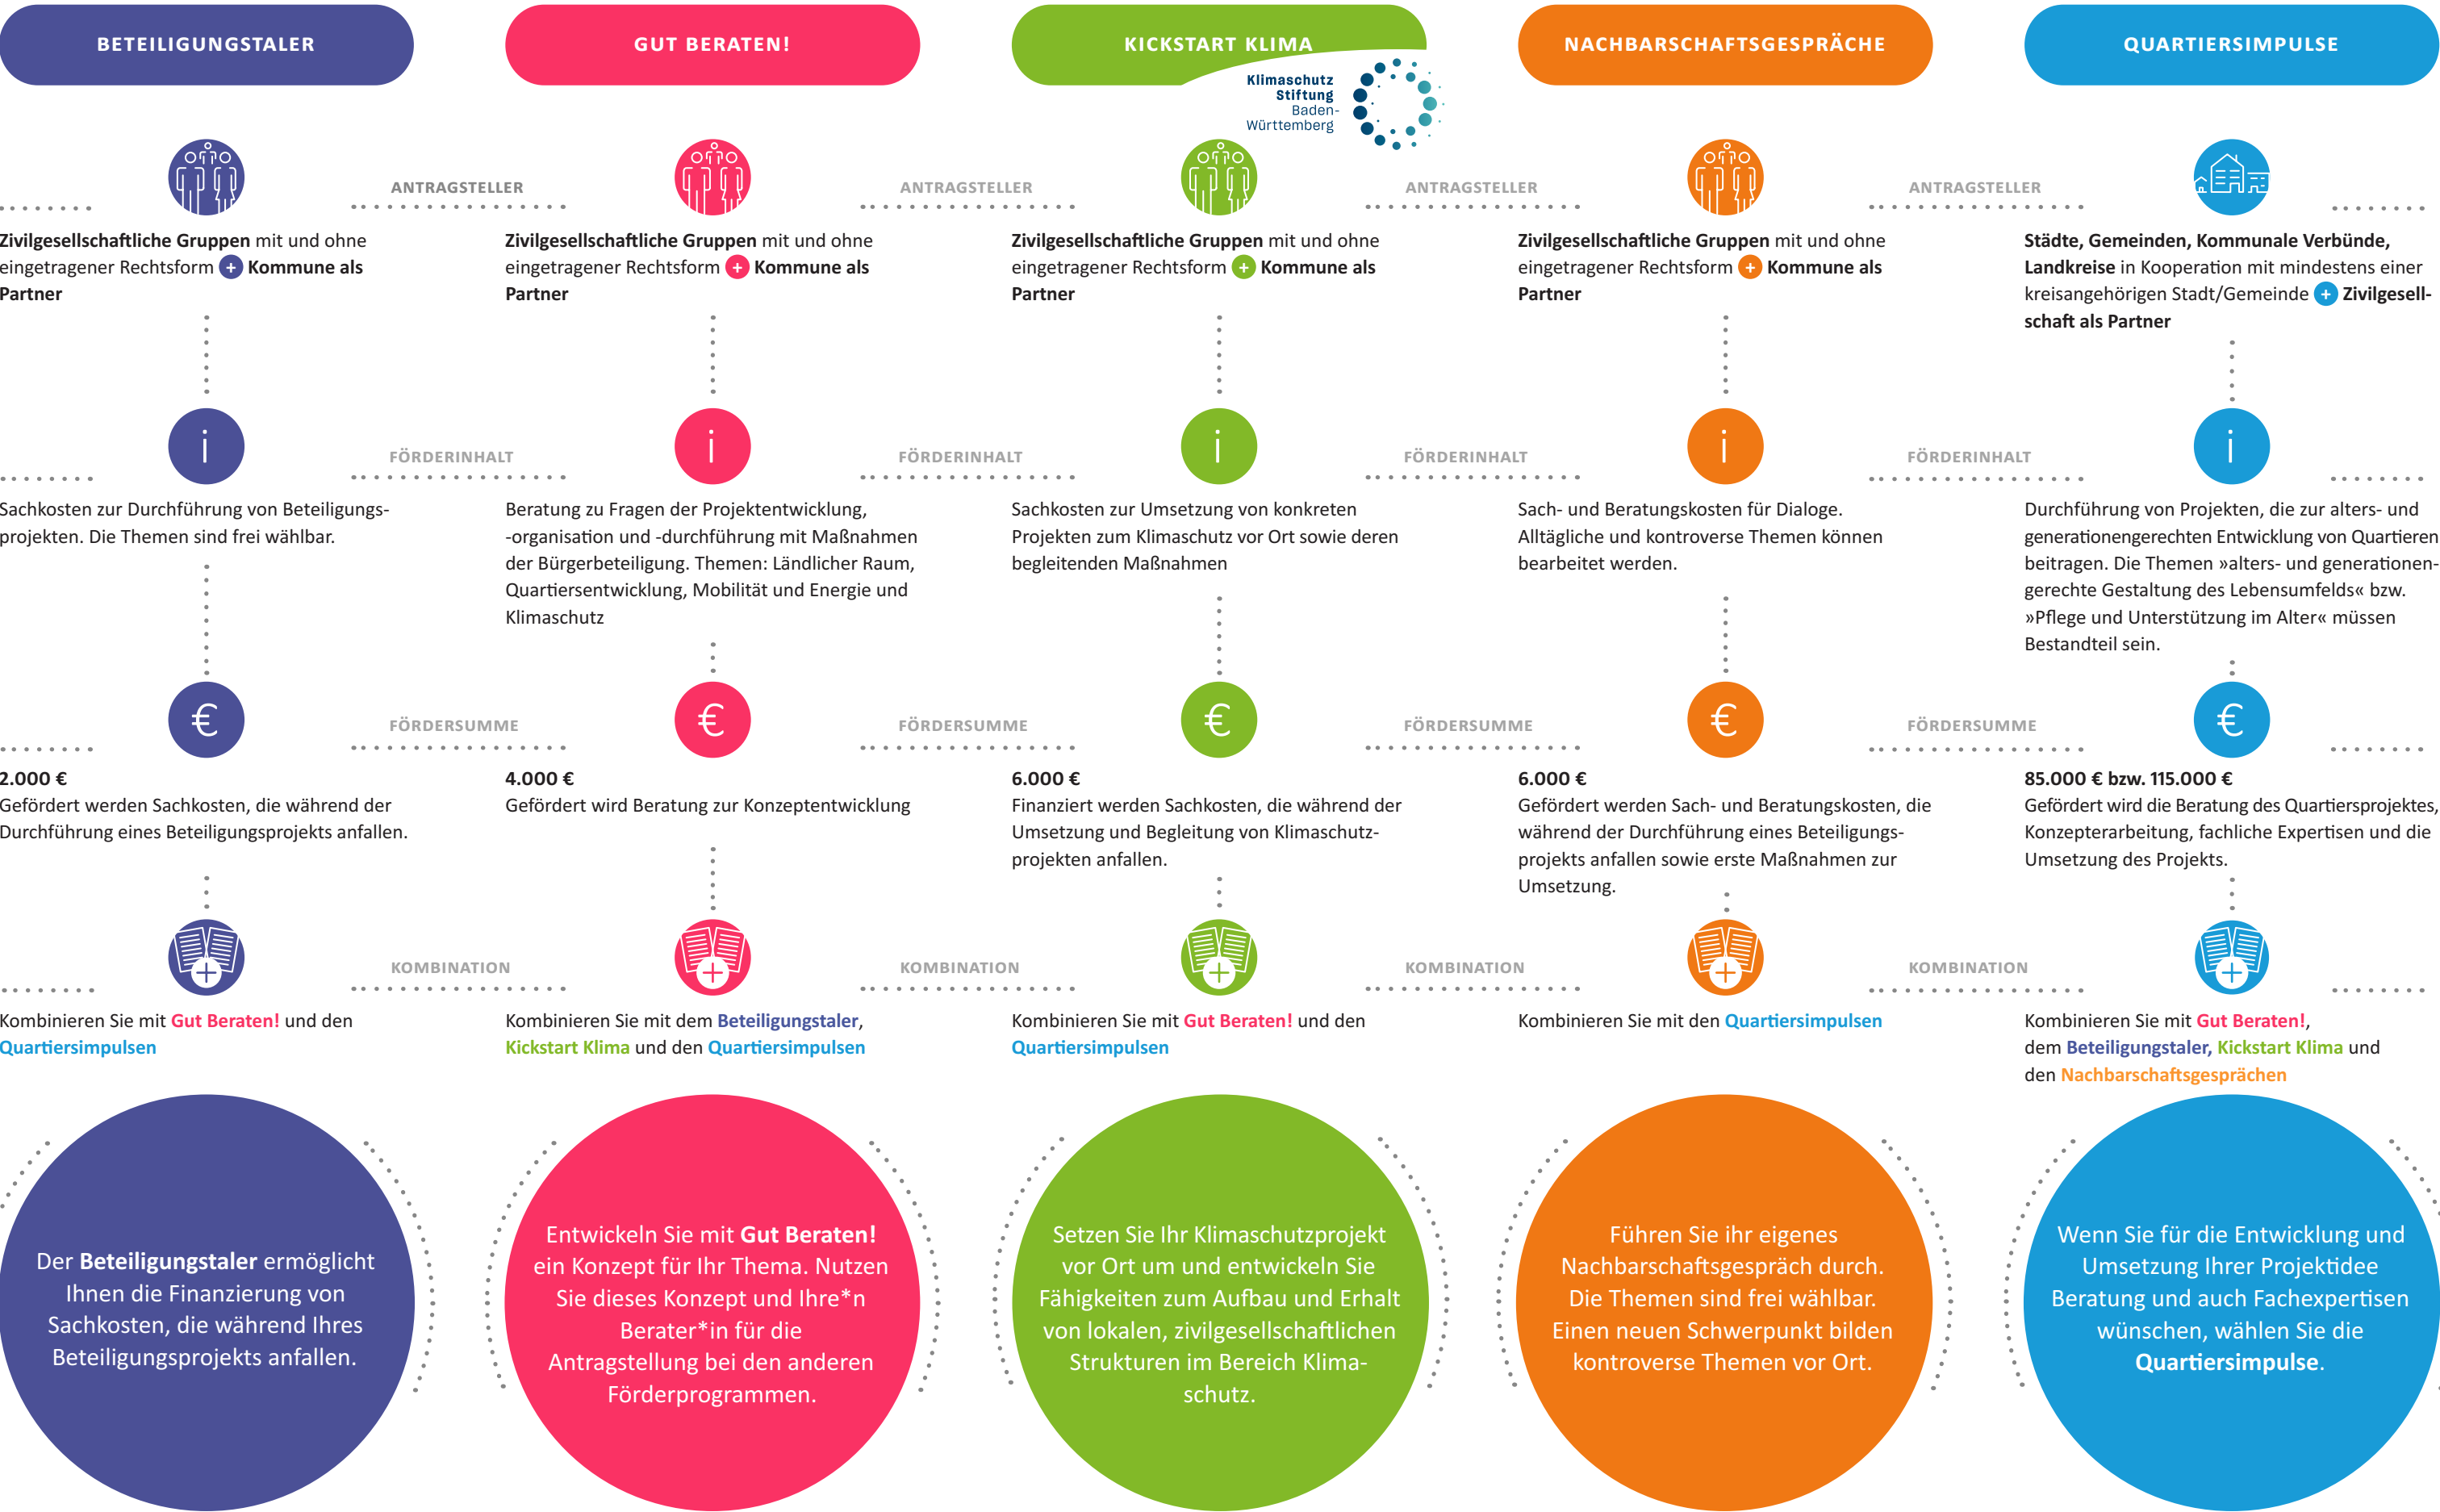 BETEILIGUNGSTALER
ANTRAGSTELLER
Zivilgesellschaftliche Gruppen mit und ohne
eingetragener Rechtsform + Kommune als
Partner
i
FÖRDERINHALT
Sachkosten zur Durchführung von Beteiligungs-
projekten. Die Themen sind frei wählbar.
€
FÖRDERSUMME
2.000 €
Gefördert werden Sachkosten, die während der
Durchführung eines Beteiligungsprojekts anfallen.
KOMBINATION
Kombinieren Sie mit Gut Beraten! und den
Quartiersimpulsen
Der Beteiligungstaler ermöglicht
Ihnen die Finanzierung von
Sachkosten, die während Ihres
Beteiligungsprojekts anfallen.
GUT BERATEN!
ANTRAGSTELLER
Zivilgesellschaftliche Gruppen mit und ohne
eingetragener Rechtsform + Kommune als
Partner
i
FÖRDERINHALT
Beratung zu Fragen der Projektentwicklung,
-organisation und -durchführung mit Maßnahmen
der Bürgerbeteiligung. Themen: Ländlicher Raum,
Quartiersentwicklung, Mobilität und Energie und
Klimaschutz
€
FÖRDERSUMME
4.000 €
Gefördert wird Beratung zur Konzeptentwicklung
KOMBINATION
Kombinieren Sie mit dem Beteiligungstaler,
Kickstart Klima und den Quartiersimpulsen
Entwickeln Sie mit Gut Beraten!
ein Konzept für Ihr Thema. Nutzen
Sie dieses Konzept und Ihre*n
Berater*in für die
Antragstellung bei den anderen
Förderprogrammen.
KICKSTART KLIMA
Klimaschutz
Stiftung
Baden-
Württemberg
ANTRAGSTELLER
Zivilgesellschaftliche Gruppen mit und ohne
eingetragener Rechtsform + Kommune als
Partner
i
FÖRDERINHALT
Sachkosten zur Umsetzung von konkreten
Projekten zum Klimaschutz vor Ort sowie deren
begleitenden Maßnahmen
€
FÖRDERSUMME
6.000 €
Finanziert werden Sachkosten, die während der
Umsetzung und Begleitung von Klimaschutz-
projekten anfallen.
KOMBINATION
Kombinieren Sie mit Gut Beraten! und den
Quartiersimpulsen
Setzen Sie Ihr Klimaschutzprojekt
vor Ort um und entwickeln Sie
Fähigkeiten zum Aufbau und Erhalt
von lokalen, zivilgesellschaftlichen
Strukturen im Bereich Klima-
schutz.
NACHBARSCHAFTSGESPRÄCHE
ANTRAGSTELLER
Zivilgesellschaftliche Gruppen mit und ohne
eingetragener Rechtsform + Kommune als
Partner
i
FÖRDERINHALT
Sach- und Beratungskosten für Dialoge.
Alltägliche und kontroverse Themen können
bearbeitet werden.
€
FÖRDERSUMME
6.000 €
Gefördert werden Sach- und Beratungskosten, die
während der Durchführung eines Beteiligungs-
projekts anfallen sowie erste Maßnahmen zur
Umsetzung.
KOMBINATION
Kombinieren Sie mit den Quartiersimpulsen
Führen Sie ihr eigenes
Nachbarschaftsgespräch durch.
Die Themen sind frei wählbar.
Einen neuen Schwerpunkt bilden
kontroverse Themen vor Ort.
QUARTIERSIMPULSE
Städte, Gemeinden, Kommunale Verbünde,
Landkreise in Kooperation mit mindestens einer
kreisangehörigen Stadt/Gemeinde + Zivilgesell-
schaft als Partner
i
Durchführung von Projekten, die zur alters- und
generationengerechten Entwicklung von Quartieren
beitragen. Die Themen »alters- und generationen-
gerechte Gestaltung des Lebensumfelds« bzw.
»Pflege und Unterstützung im Alter« müssen
Bestandteil sein.
€
85.000 € bzw. 115.000 €
Gefördert wird die Beratung des Quartiersprojektes,
Konzepterarbeitung, fachliche Expertisen und die
Umsetzung des Projekts.
Kombinieren Sie mit Gut Beraten!,
dem Beteiligungstaler, Kickstart Klima und
den Nachbarschaftsgesprächen
Wenn Sie für die Entwicklung und
Umsetzung Ihrer Projektidee
Beratung und auch Fachexpertisen
wünschen, wählen Sie die
Quartiersimpulse.